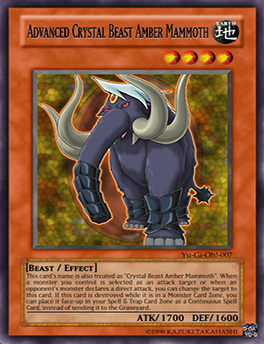 ADVANCED CRYSTAL BEAST AMBER MAMMOTH
EARTH
地
Yu-Gi-Oh!-007
[BEAST / EFFECT]
This card's name is also treated as "Crystal Beast Amber Mammoth". When
a monster you control is selected as an attack target or when an
opponent's monster declares a direct attack, you can change the target to
this card. If this card is destroyed while it is in a Monster Card Zone, you
can place it face-up in your Spell & Trap Card Zone as a Continuous Spell
Card, instead of sending it to the Graveyard.
ATK/1700 DEF/1600
©1996 KAZUKI TAKAHASHI